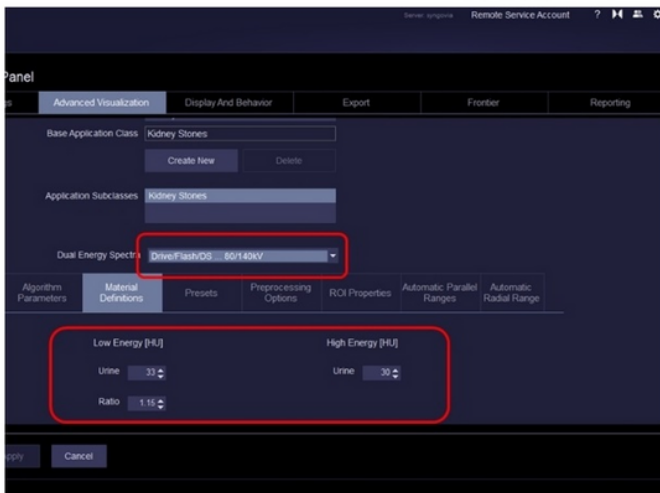 Server: syngovia Remote Service Account ?
Panel
gs Advanced Visualization Display And Behavior Export Frontier Reporting
Base Application Class Kidney Stones
Create New Delete
Application Subclasses Kidney Stones
Dual Energy Spectra Drive/Flash/DS ... 80/140kV
Algorithm Parameters Material Definitions Presets Preprocessing Options ROI Properties Automatic Parallel Ranges Automatic Radial Range
Low Energy [HU] High Energy [HU]
Urine 33 Urine 30
Ratio 1.15
pply Cancel